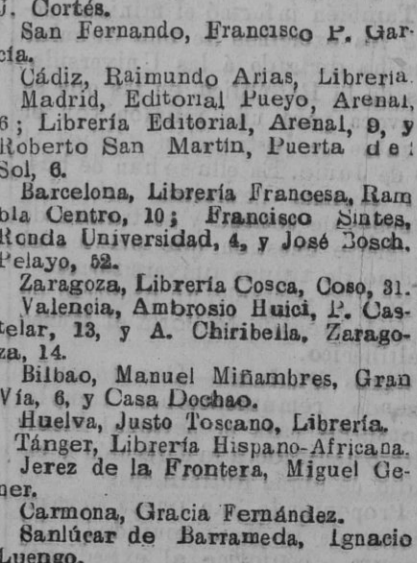 J. Cortés.
San Fernando, Francisco P. Gar-
cía.
Cádiz, Raimundo Arias, Librería.
Madrid, Editorial Pueyo, Arenal,
6; Librería Editorial, Arenal, 9, y
Roberto San Martín, Puerta del
Sol, 6.
Barcelona, Librería Francesa, Ram
bla Centro, 10; Francisco Sintes,
Ronda Universidad, 4, y José Bosch,
Pelayo, 52.
Zaragoza, Librería Cosca, Coso, 31.
Valencia, Ambrosio Huici, P. Cas-
telar, 13, y A. Chiribella, Zarago-
za, 14.
Bilbao, Manuel Miñambres, Gran
Vía, 6, y Casa Dochao.
Huelva, Justo Toscano, Librería.
Tánger, Librería Hispano-Africana.
Jerez de la Frontera, Miguel Ge-
ner.
Carmona, Gracia Fernández.
Sanlúcar de Barrameda, Ignacio
Luengo.